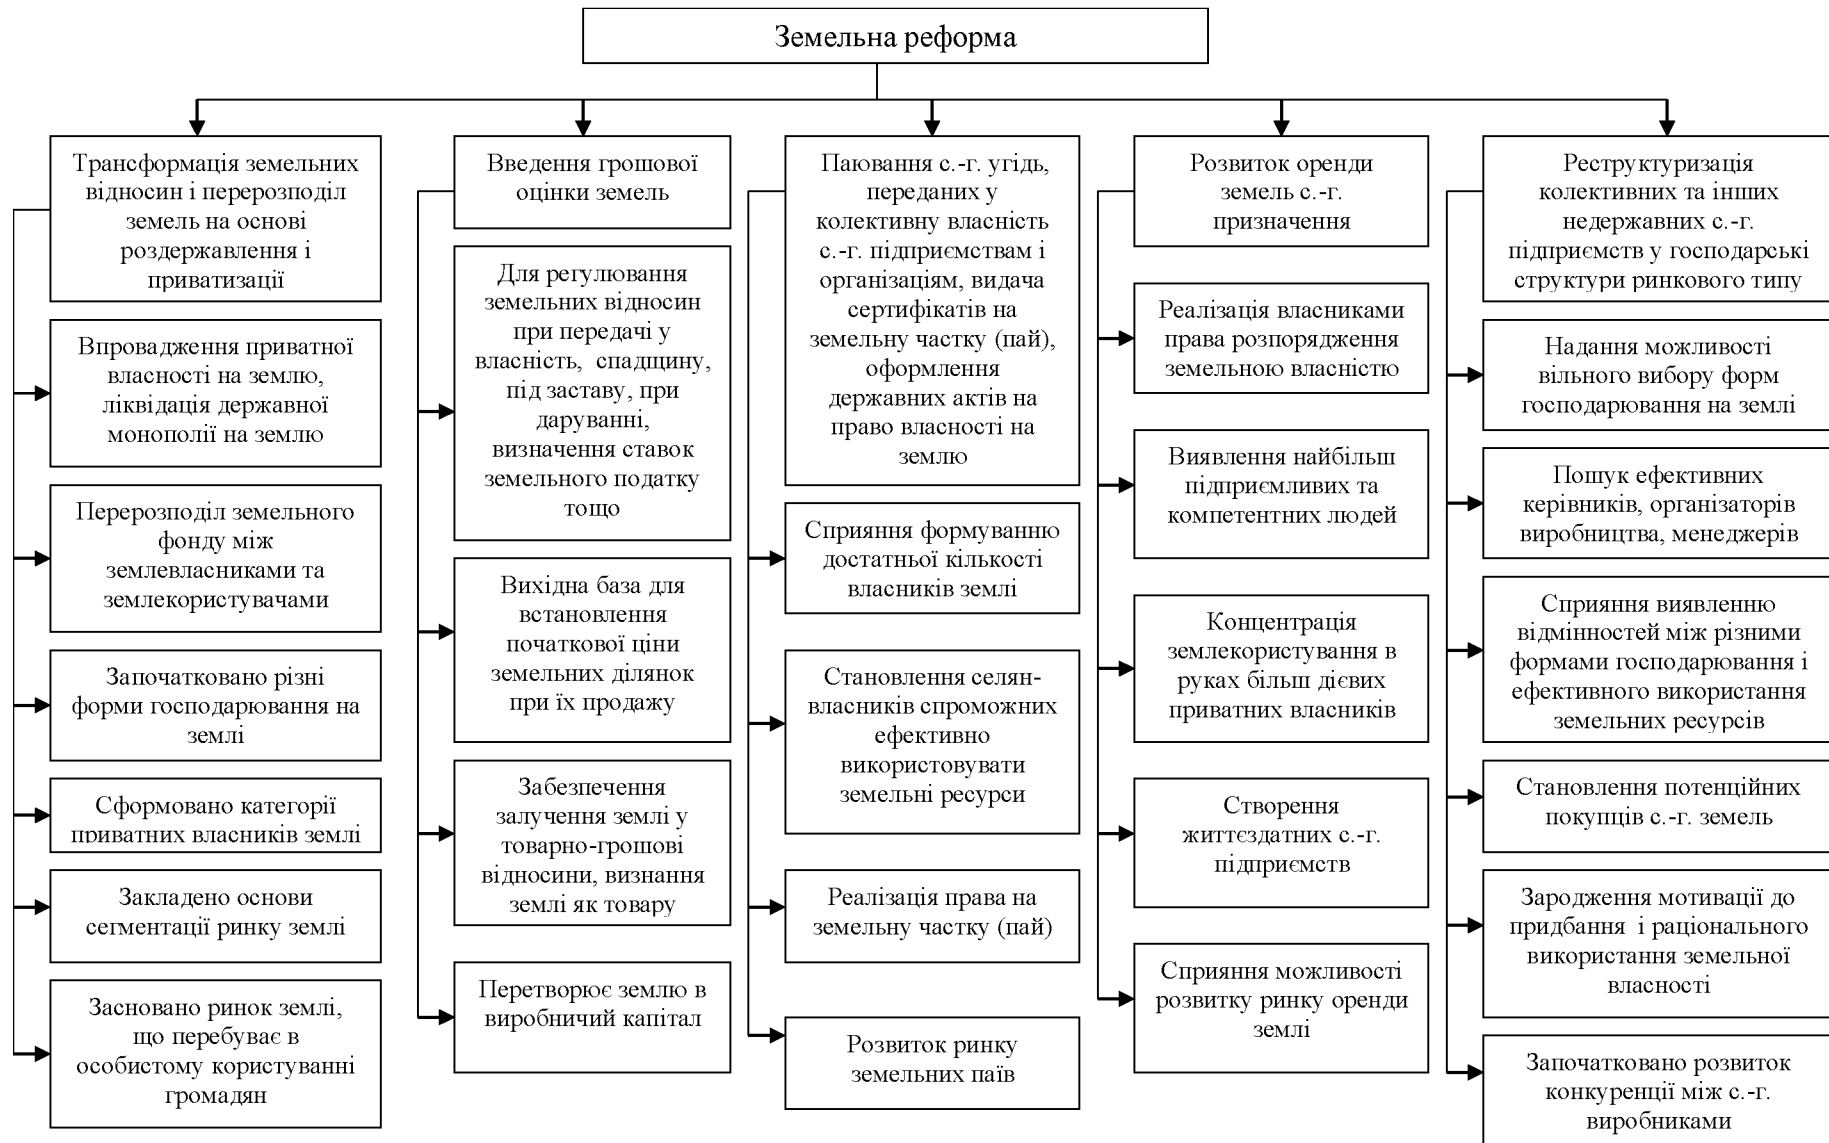 Земельна реформа
Трансформація земельних
відносин і перерозподіл
земель на основі
роздержавлення і
приватизації
Впровадження приватної
власності на землю,
ліквідація державної
монополії на землю
Перерозподіл земельного
фонду між
землевласниками та
землекористувачами
Започатковано різні
форми господарювання на
землі
Сформовано категорії
приватних власників землі
Закладено основи
сегментації ринку землі
Засновано ринок землі,
що перебуває в
особистому користуванні
громадян
Введення грошової
оцінки земель
Для регулювання
земельних відносин
при передачі у
власність, спадщину,
під заставу, при
даруванні,
визначення ставок
земельного податку
тощо
Вихідна база для
встановлення
початкової ціни
земельних ділянок
при їх продажу
Забезпечення
залучення землі у
товарно-грошові
відносини, визнання
землі як товару
Перетворює землю в
виробничий капітал
Паювання с.-г. угідь,
переданих у
колективну власність
с.-г. підприємствам і
організаціям, видача
сертифікатів на
земельну частку (пай),
оформлення
державних актів на
право власності на
землю
Сприяння формуванню
достатньої кількості
власників землі
Становлення селян-
власників спроможних
ефективно
використовувати
земельні ресурси
Реалізація права на
земельну частку (пай)
Розвиток ринку
земельних паїв
Розвиток оренди
земель с.-г.
призначення
Реалізація власниками
права розпорядження
земельною власністю
Виявлення найбільш
підприємливих та
компетентних людей
Концентрація
землекористування в
руках більш дієвих
приватних власників
Створення
життєздатних с.-г.
підприємств
Сприяння можливості
розвитку ринку оренди
землі
Реструктуризація
колективних та інших
недержавних с.-г.
підприємств у господарські
структури ринкового типу
Надання можливості
вільного вибору форм
господарювання на землі
Пошук ефективних
керівників, організаторів
виробництва, менеджерів
Сприяння виявленню
відмінностей між різними
формами господарювання і
ефективного використання
земельних ресурсів
Становлення потенційних
покупців с.-г. земель
Зародження мотивації до
придбання і раціонального
використання земельної
власності
Започатковано розвиток
конкуренції між с.-г.
виробниками